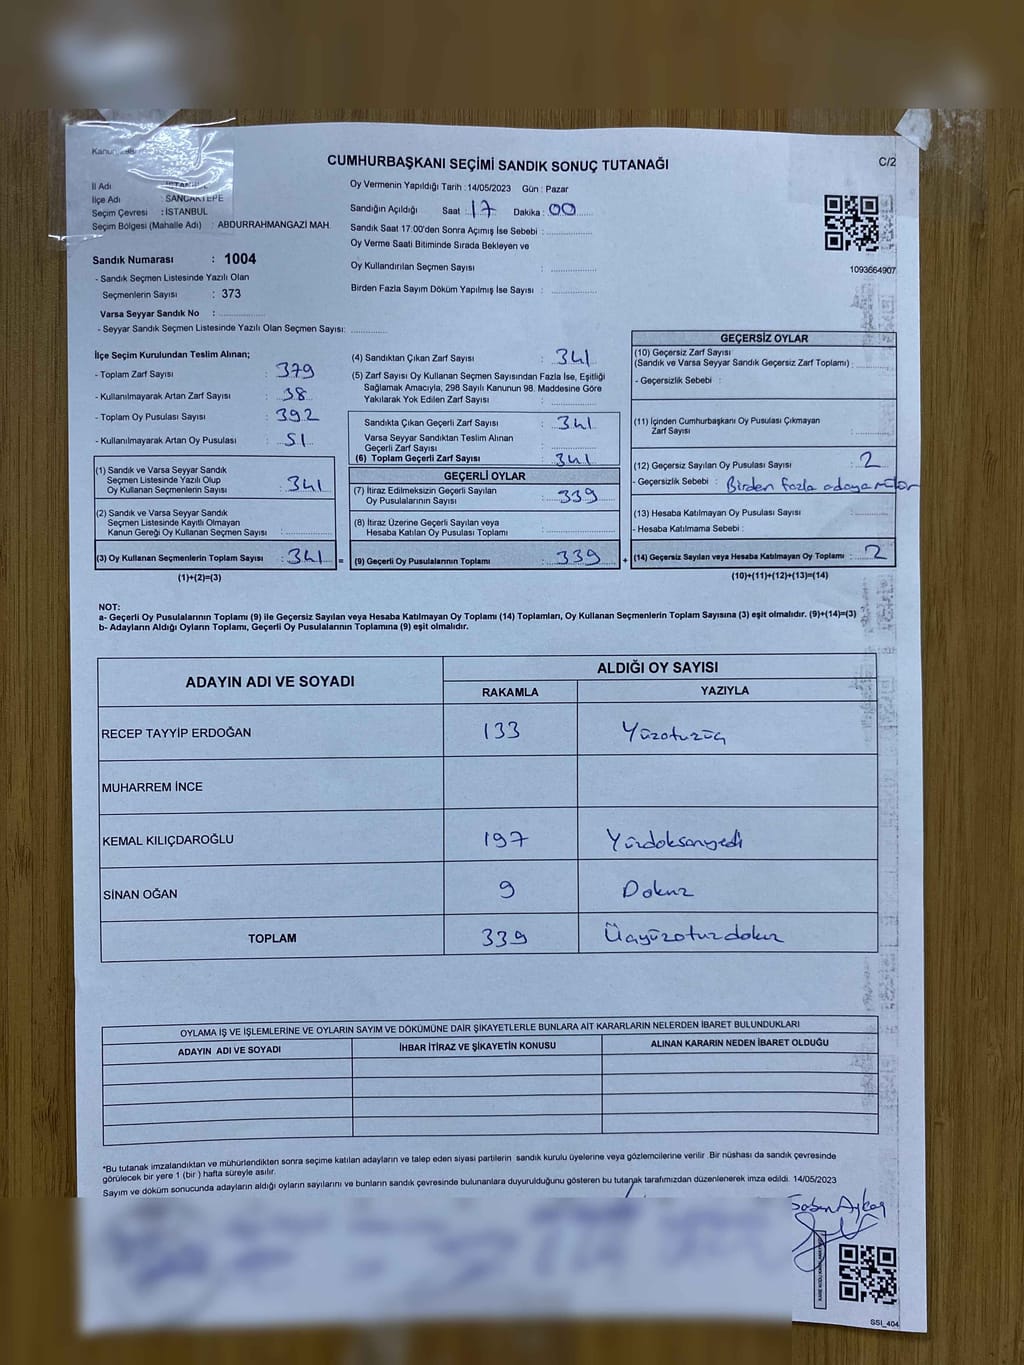 CUMHURBAŞKANI SEÇİMİ SANDIK SONUÇ TUTANAĞI
C/2
İl Adı : İSTANBUL
İlçe Adı : SANCAKTEPE
Seçim Çevresi : İSTANBUL
Seçim Bölgesi (Mahalle Adı) : ABDURRAHMANGAZİ MAH.
Oy Vermenin Yapıldığı Tarih : 14/05/2023 Gün : Pazar
Sandığın Açıldığı Saat : 17 Dakika : 00
Sandık Saat 17.00'den Sonra Açımış İse Sebebi :
Oy Verme Saati Bitiminde Sırada Bekleyen ve
Oy Kullandırılan Seçmen Sayısı :
Birden Fazla Sayım Döküm Yapılmış İse Sayısı :
1093664907
Sandık Numarası : 1004
- Sandık Seçmen Listesinde Yazılı Olan
Seçmenlerin Sayısı : 373
Varsa Seyyar Sandık No :
- Seyyar Sandık Seçmen Listesinde Yazılı Olan Seçmen Sayısı:
İlçe Seçim Kurulundan Teslim Alınan;
- Toplam Zarf Sayısı : 379
- Kullanılmayarak Artan Zarf Sayısı : 38
- Toplam Oy Pusulası Sayısı : 392
- Kullanılmayarak Artan Oy Pusulası : 51
(1) Sandık ve Varsa Seyyar Sandık
Seçmen Listesinde Yazılı Olup
Oy Kullanan Seçmenlerin Sayısı : 341
(2) Sandık ve Varsa Seyyar Sandık
Seçmen Listesinde Kayıtlı Olmayan
Kanun Gereği Oy Kullanan Seçmen Sayısı :
(3) Oy Kullanan Seçmenlerin Toplam Sayısı : 341 =
(1)+(2)=(3)
(4) Sandıktan Çıkan Zarf Sayısı : 341
(5) Zarf Sayısı Oy Kullanan Seçmen Sayısından Fazla İse, Eşitliği
Sağlamak Amacıyla, 298 Sayılı Kanunun 98. Maddesine Göre
Yakılarak Yok Edilen Zarf Sayısı :
Sandıkta Çıkan Geçerli Zarf Sayısı : 341
Varsa Seyyar Sandıktan Teslim Alınan
Geçerli Zarf Sayısı :
(6) Toplam Geçerli Zarf Sayısı : 341
GEÇERLİ OYLAR
(7) İtiraz Edilmeksizin Geçerli Sayılan
Oy Pusulasının Sayısı : 339
(8) İtiraz Üzerine Geçerli Sayılan veya
Hesaba Katılan Oy Pusulası Toplamı :
(9) Geçerli Oy Pusulalarının Toplamı : 339 +
GEÇERSİZ OYLAR
(10) Geçersiz Zarf Sayısı
(Sandık ve Varsa Seyyar Sandık Geçersiz Zarf Toplamı) :
- Geçersizlik Sebebi :
(11) İçinden Cumhurbaşkanı Oy Pusulası Çıkmayan
Zarf Sayısı :
(12) Geçersiz Sayılan Oy Pusulası Sayısı : 2
- Geçersizlik Sebebi : Birden fazla adaya
(13) Hesaba Katılmayan Oy Pusulası Sayısı :
- Hesaba Katılmama Sebebi :
(14) Geçersiz Sayılan veya Hesaba Katılmayan Oy Toplamı : 2
(10)+(11)+(12)+(13)=(14)
NOT:
a- Geçerli Oy Pusulalarının Toplamı (9) ile Geçersiz Sayılan veya Hesaba Katılmayan Oy Toplamı (14) Toplamları, Oy Kullanan Seçmenlerin Toplam Sayısına (3) eşit olmalıdır. (9)+(14)=(3)
b- Adayların Aldığı Oyların Toplamı, Geçerli Oy Pusulalarının Toplamına (9) eşit olmalıdır.
ADAYIN ADI VE SOYADI
ALDIĞI OY SAYISI
RAKAMLA YAZIYLA
RECEP TAYYİP ERDOĞAN 133 Yüzotuzüç
MUHARREM İNCE
KEMAL KILIÇDAROĞLU 197 Yüzdoksanyedi
SİNAN OĞAN 9 Dokuz
TOPLAM 339 Üçyüzotuzdokuz
OYLAMA İŞ VE İŞLEMLERİNE VE OYLARIN SAYIM VE DÖKÜMÜNE DAİR ŞİKAYETLERLE BUNLARA AİT KARARLARIN NELERDEN İBARET BULUNDUKLARI
ADAYIN ADI VE SOYADI İHBAR İTİRAZ VE ŞİKAYETİN KONUSU ALINAN KARARIN NEDEN İBARET OLDUĞU
*Bu tutanak imzalandıktan ve mühürlendikten sonra seçime katılan adayların ve talep eden siyasi partilerin sandık kurulu üyelerine veya gözlemcilerine verilir. Bir nüshası da sandık çevresinde
görülecek bir yere 1 (bir ) hafta süreyle asılır.
Sayım ve döküm sonucunda adayların aldığı oyların sayılarını ve bunların sandık çevresinde bulunanlara duyurulduğunu gösteren bu tutanak tarafımızdan düzenlenerek imza edildi. 14/05/2023
SSI_404